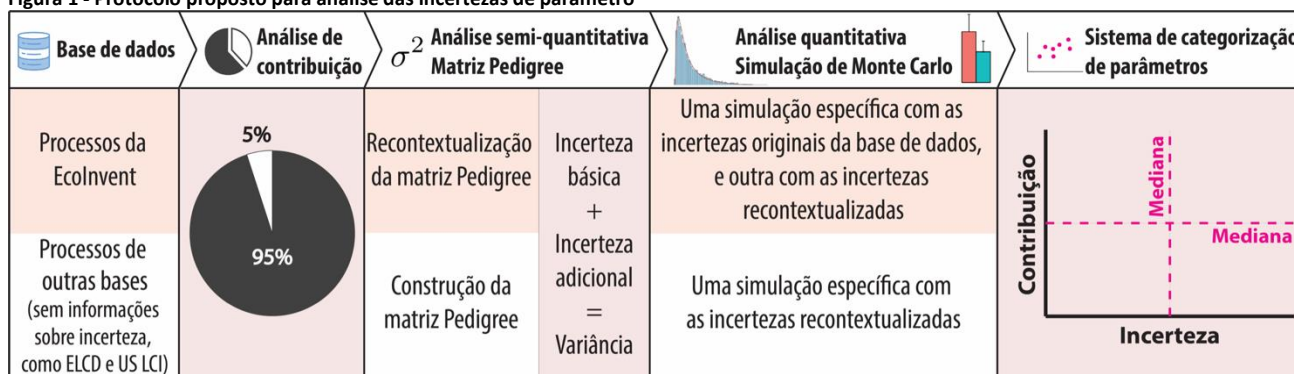 Figura 1 - Protocolo proposto para análise das incertezas de parâmetro
Base de dados
Análise de
contribuição
σ² Análise semi-quantitativa
Matriz Pedigree
Análise quantitativa
Simulação de Monte Carlo
Sistema de categorização
de parâmetros
Processos da
EcoInvent
Processos de
outras bases
(sem informações
sobre incerteza,
como ELCD e US LCI)
5%
95%
Recontextualização
da matriz Pedigree
Construção da
matriz Pedigree
Incerteza
básica
+
Incerteza
adicional
=
Variância
Uma simulação específica com as
incertezas originais da base de dados,
e outra com as incertezas
recontextualizadas
Uma simulação específica com
as incertezas recontextualizadas
Contribuição
Mediana
Mediana
Incerteza